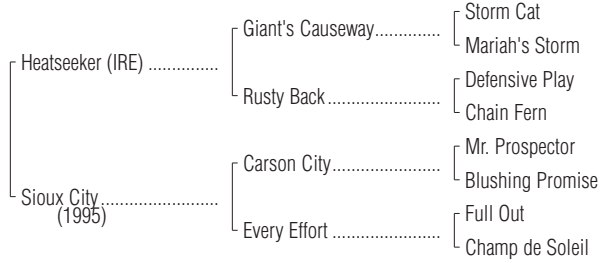 Storm Cat
Giant's Causeway..............
Mariah's Storm
Heatseeker (IRE) ...............
Defensive Play
Rusty Back........................
Chain Fern
Mr. Prospector
Carson City.......................
Blushing Promise
Sioux City.........................
(1995)
Full Out
Every Effort .......................
Champ de Soleil